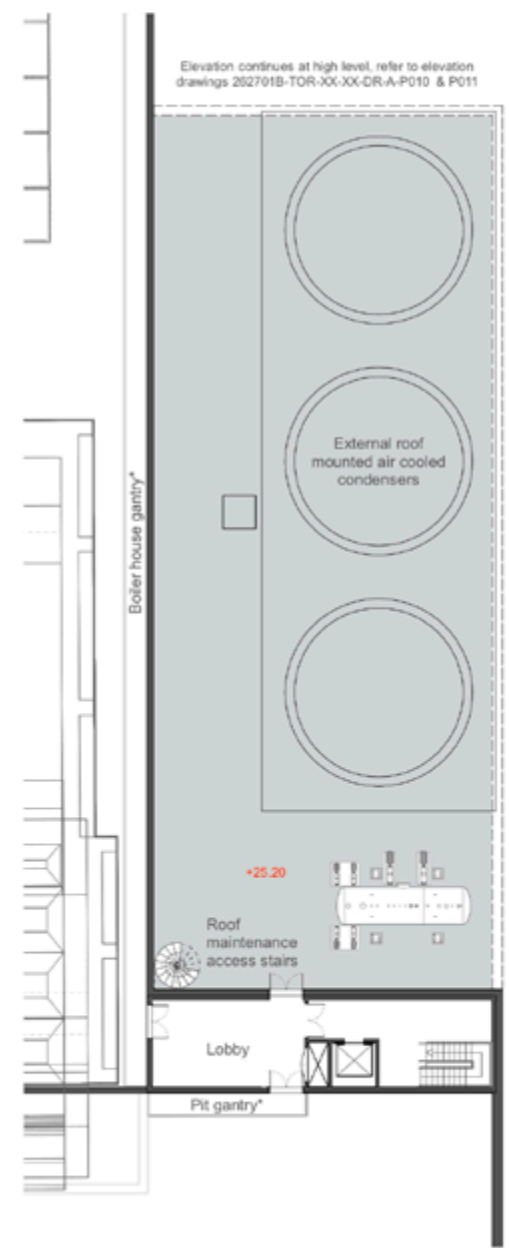 Elevation continues at high level, refer to elevation
drawings 262701B-TOR-XX-XX-DR-A-P010 & P011
External roof
mounted air cooled
condensers
Boiler house gantry*
+25.20
Roof
maintenance
access stairs
Lobby
Pit gantry*